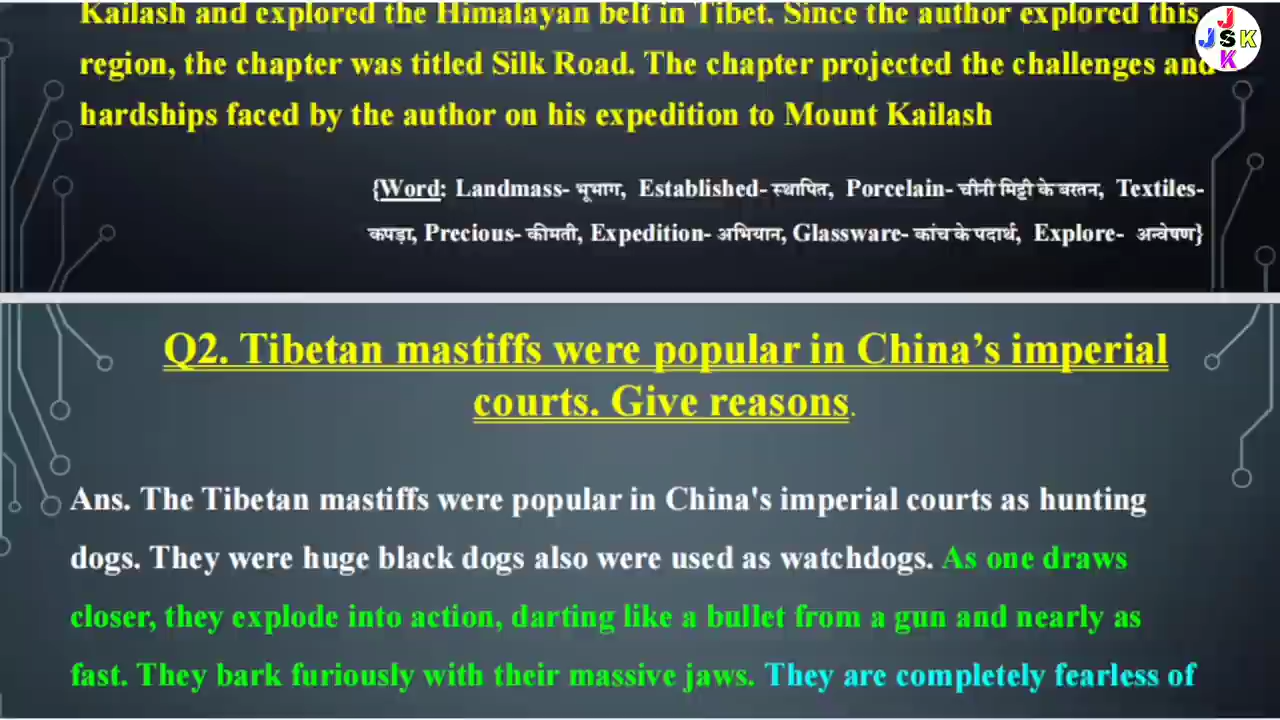 Kailash and explored the Himalayan belt in Tibet. Since the author explored this
region, the chapter was titled Silk Road. The chapter projected the challenges and
hardships faced by the author on his expedition to Mount Kailash
J
J S K
K
{Word: Landmass- भूभाग, Established- स्थापित, Porcelain- चीनी मिट्टी के बरतन, Textiles-
कपड़ा, Precious- कीमती, Expedition- अभियान, Glassware- कांच के पदार्थ, Explore- अन्वेषण}
Q2. Tibetan mastiffs were popular in China’s imperial
courts. Give reasons.
Ans. The Tibetan mastiffs were popular in China's imperial courts as hunting
dogs. They were huge black dogs also were used as watchdogs. As one draws
closer, they explode into action, darting like a bullet from a gun and nearly as
fast. They bark furiously with their massive jaws. They are completely fearless of